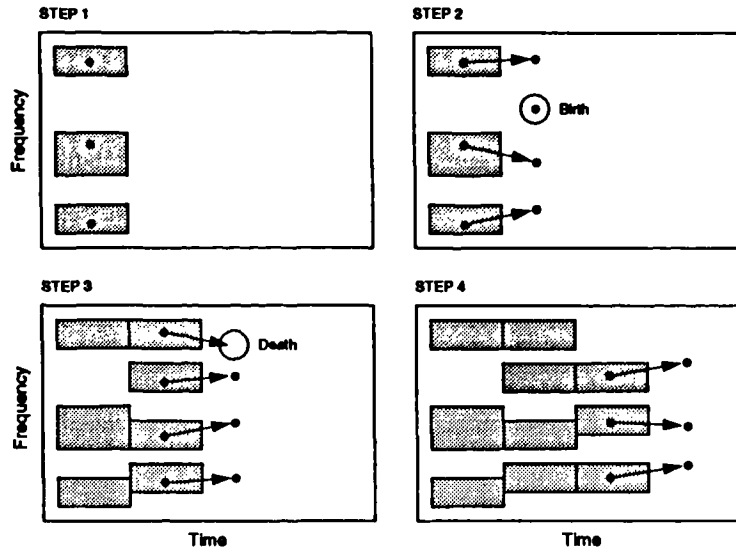 STEP 1
STEP 2
Frequency
Birth
STEP 3
STEP 4
Frequency
Death
Time
Time